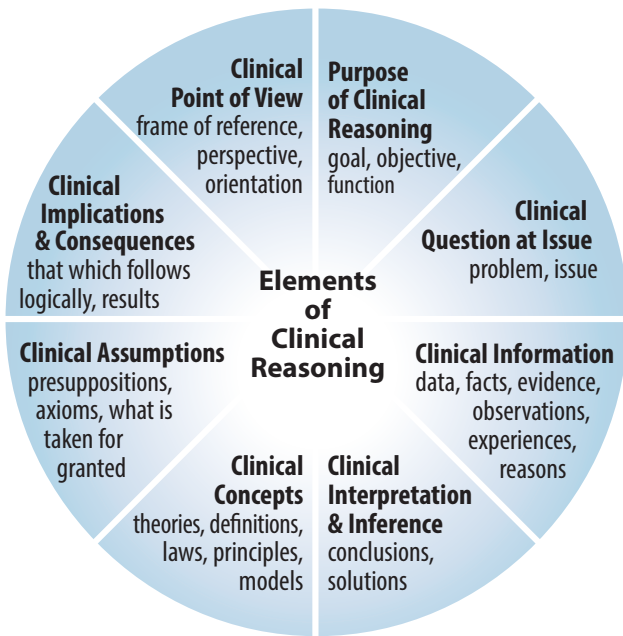 Clinical
Point of View
frame of reference,
perspective,
orientation
Purpose
of Clinical
Reasoning
goal, objective,
function
Clinical
Question at Issue
problem, issue
Clinical Information
data, facts, evidence,
observations,
experiences,
reasons
Clinical
Interpretation
& Inference
conclusions,
solutions
Clinical
Concepts
theories, definitions,
laws, principles,
models
Clinical Assumptions
presuppositions,
axioms, what is
taken for
granted
Clinical
Implications
& Consequences
that which follows
logically, results
Elements
of
Clinical
Reasoning